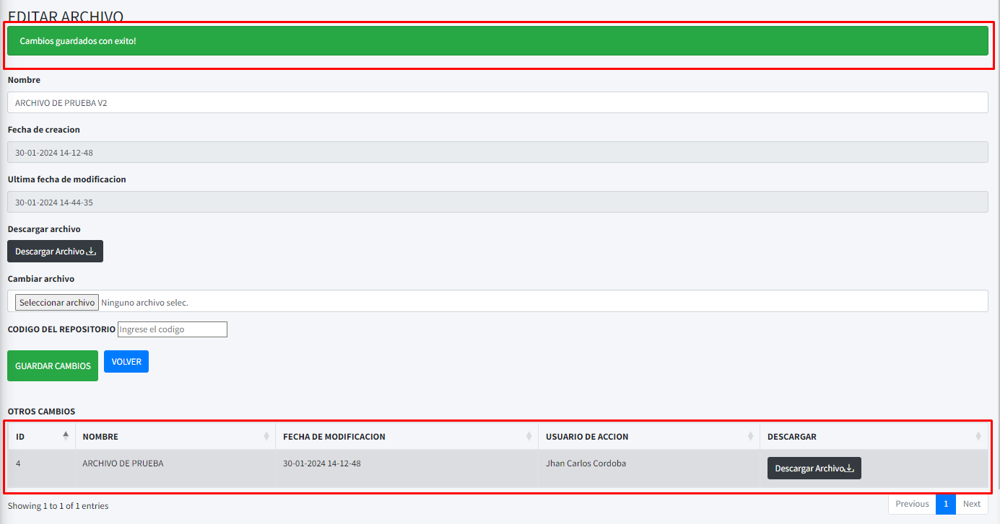 EDITAR ARCHIVO
Cambios guardados con exito!
Nombre
ARCHIVO DE PRUEBA V2
Fecha de creacion
30-01-2024 14-12-48
Ultima fecha de modificacion
30-01-2024 14-44-35
Descargar archivo
Descargar Archivo
Cambiar archivo
Seleccionar archivo Ninguno archivo selec.
CODIGO DEL REPOSITORIO Ingrese el codigo
GUARDAR CAMBIOS VOLVER
OTROS CAMBIOS
ID NOMBRE FECHA DE MODIFICACION USUARIO DE ACCION DESCARGAR
4 ARCHIVO DE PRUEBA 30-01-2024 14-12-48 Jhan Carlos Cordoba Descargar Archivo
Showing 1 to 1 of 1 entries Previous 1 Next